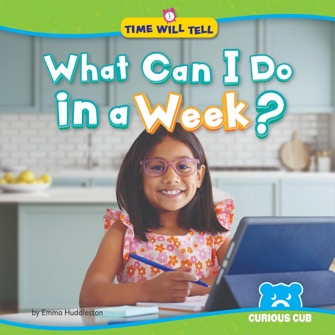 TIME WILL TELL
What Can I Do
in a Week?
by Emma Huddleston
CURIOUS CUB